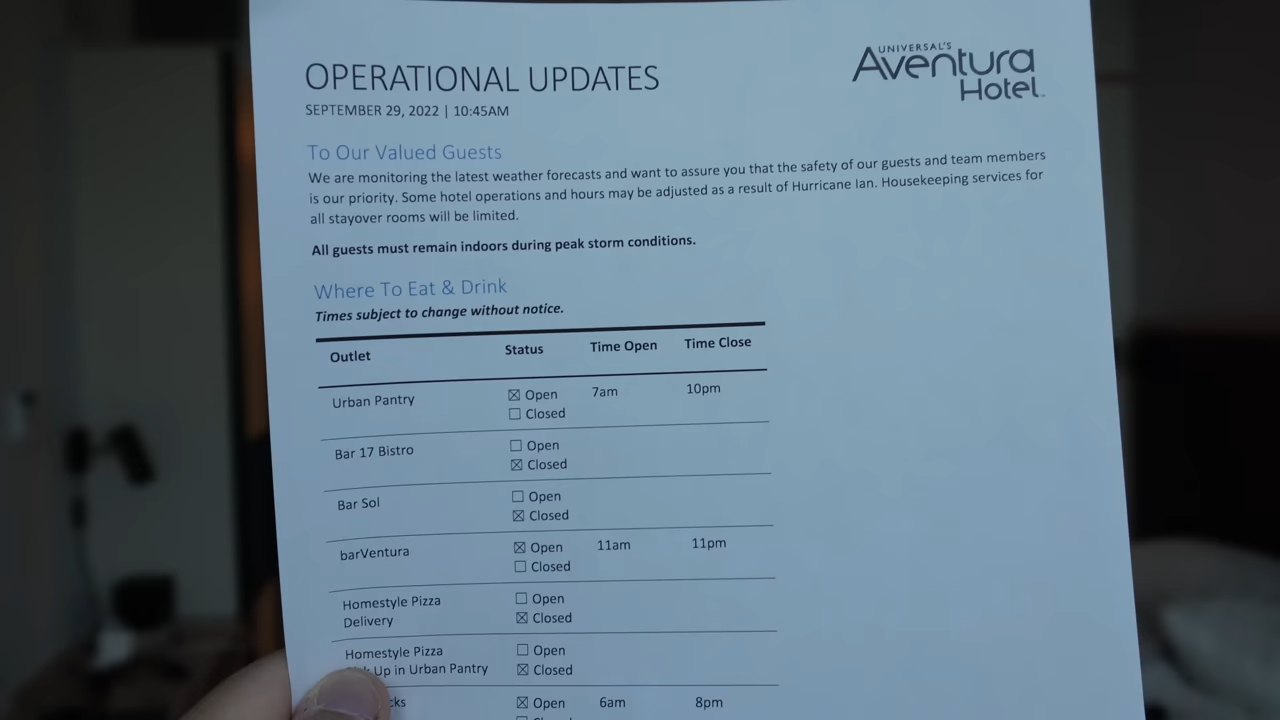 UNIVERSAL'S
Aventura
Hotel
OPERATIONAL UPDATES
SEPTEMBER 29, 2022 | 10:45AM
To Our Valued Guests
We are monitoring the latest weather forecasts and want to assure you that the safety of our guests and team members
is our priority. Some hotel operations and hours may be adjusted as a result of Hurricane Ian. Housekeeping services for
all stayover rooms will be limited.
All guests must remain indoors during peak storm conditions.
Where To Eat & Drink
Times subject to change without notice.
Outlet Status Time Open Time Close
Urban Pantry ☒ Open 7am 10pm
☐ Closed
Bar 17 Bistro ☐ Open
☒ Closed
Bar Sol ☐ Open
☒ Closed
barVentura ☒ Open 11am 11pm
☐ Closed
Homestyle Pizza ☐ Open
Delivery ☒ Closed
Homestyle Pizza ☐ Open
Up in Urban Pantry ☒ Closed
☒ Open 6am 8pm